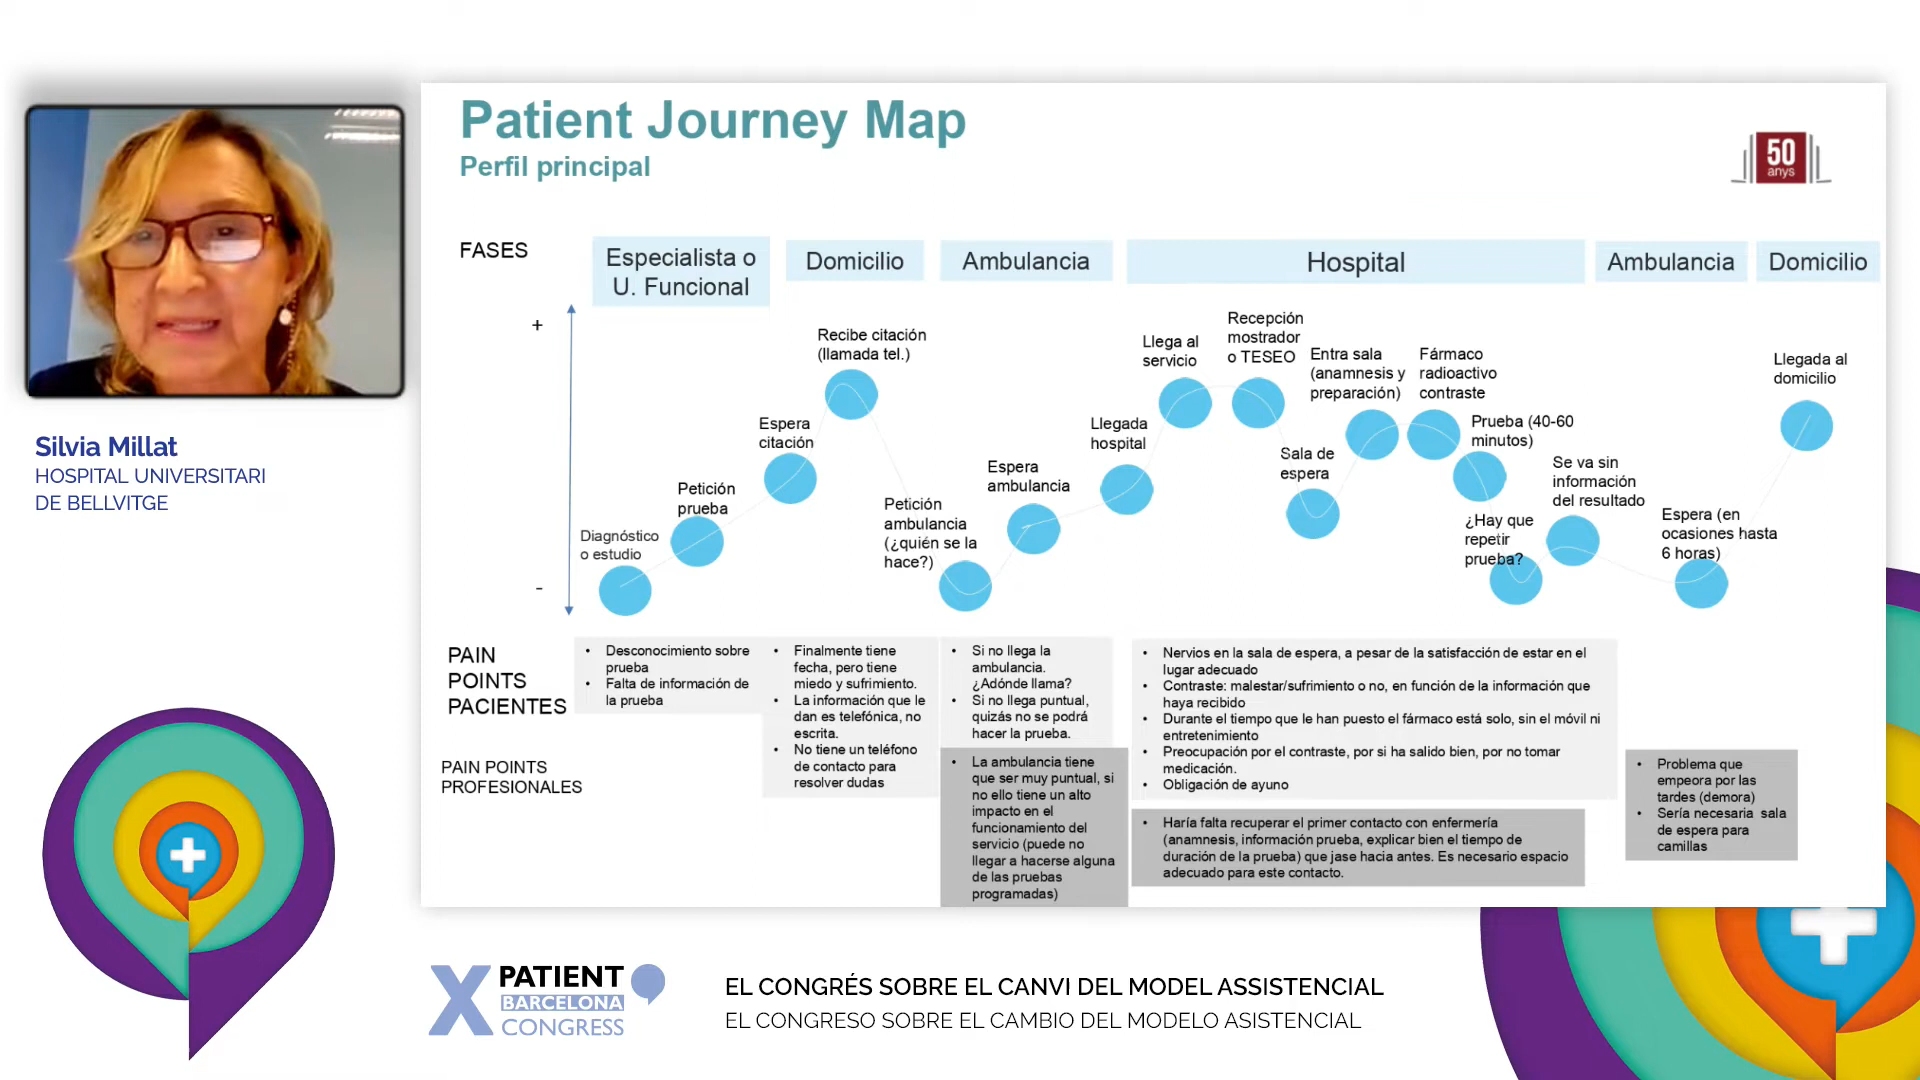 Patient Journey Map
Perfil principal
50
anys
Silvia Millat
HOSPITAL UNIVERSITARI
DE BELLVITGE
FASES
Especialista o
U. Funcional
Domicilio
Ambulancia
Hospital
Ambulancia
Domicilio
+
-
Diagnóstico
o estudio
Petición
prueba
Espera
citación
Recibe citación
(llamada tel.)
Petición
ambulancia
(¿quién se la
hace?)
Espera
ambulancia
Llegada
hospital
Llega al
servicio
Recepción
mostrador
o TESEO
Sala de
espera
Entra sala
(anamnesis y
preparación)
Fármaco
radioactivo
contraste
Prueba (40-60
minutos)
¿Hay que
repetir
prueba?
Se va sin
información
del resultado
Espera (en
ocasiones hasta
6 horas)
Llegada al
domicilio
PAIN
POINTS
PACIENTES
• Desconocimiento sobre
prueba
• Falta de información de
la prueba
• Finalmente tiene
fecha, pero tiene
miedo y sufrimiento.
• La información que le
dan es telefónica, no
escrita.
• No tiene un teléfono
de contacto para
resolver dudas
• Si no llega la
ambulancia.
¿Adónde llama?
• Si no llega puntual,
quizás no se podrá
hacer la prueba.
• Nervios en la sala de espera, a pesar de la satisfacción de estar en el
lugar adecuado
• Contraste: malestar/sufrimiento o no, en función de la información que
haya recibido
• Durante el tiempo que le han puesto el fármaco está solo, sin el móvil ni
entretenimiento
• Preocupación por el contraste, por si ha salido bien, por no tomar
medicación.
• Obligación de ayuno
PAIN POINTS
PROFESIONALES
• La ambulancia tiene
que ser muy puntual, si
no ello tiene un alto
impacto en el
funcionamiento del
servicio (puede no
llegar a hacerse alguna
de las pruebas
programadas)
• Haría falta recuperar el primer contacto con enfermería
(anamnesis, información prueba, explicar bien el tiempo de
duración de la prueba) que jase hacia antes. Es necesario espacio
adecuado para este contacto.
• Problema que
empeora por las
tardes (demora)
• Sería necesaria sala
de espera para
camillas
X PATIENT
BARCELONA
CONGRESS
EL CONGRÉS SOBRE EL CANVI DEL MODEL ASSISTENCIAL
EL CONGRESO SOBRE EL CAMBIO DEL MODELO ASISTENCIAL